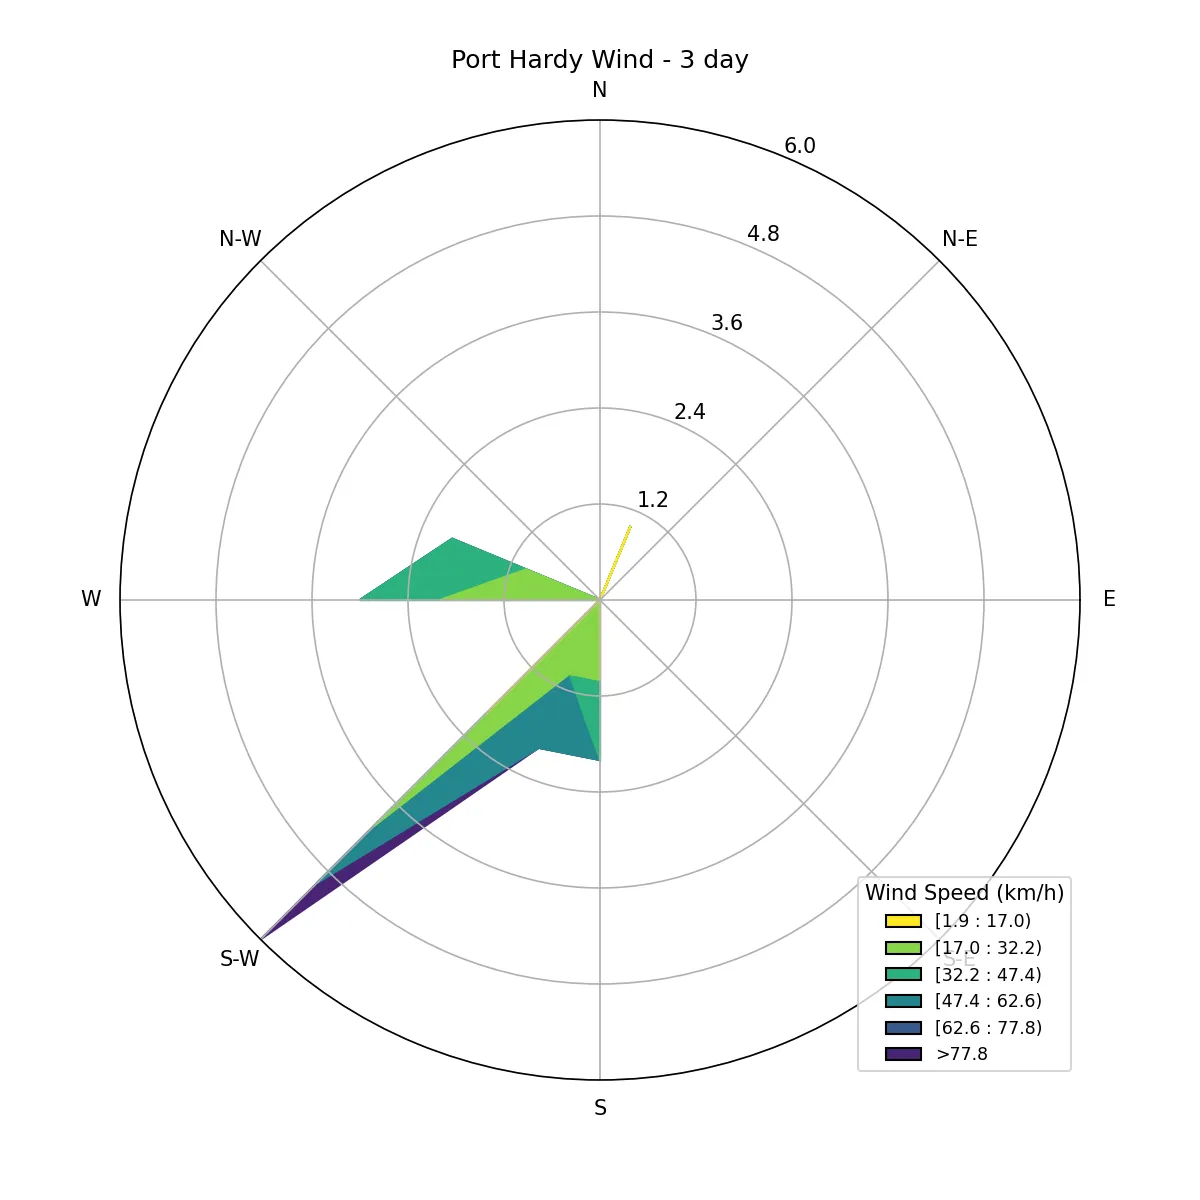 Port Hardy Wind - 3 day
N
6.0
4.8
N-W
N-E
3.6
2.4
1.2
W
E
Wind Speed (km/h)
[1.9 : 17.0)
[17.0 : 32.2)
S-W
S-E
[32.2 : 47.4)
[47.4 : 62.6)
[62.6 : 77.8)
>77.8
S